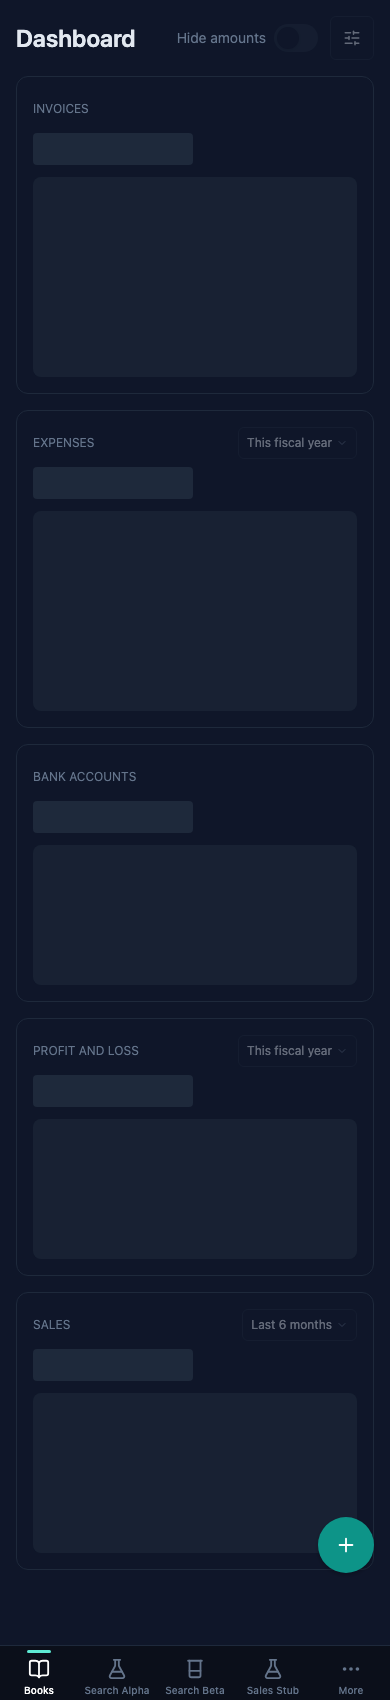 Dashboard
Hide amounts
INVOICES
EXPENSES
This fiscal year
BANK ACCOUNTS
PROFIT AND LOSS
This fiscal year
SALES
Last 6 months
Books
Search Alpha
Search Beta
Sales Stub
More